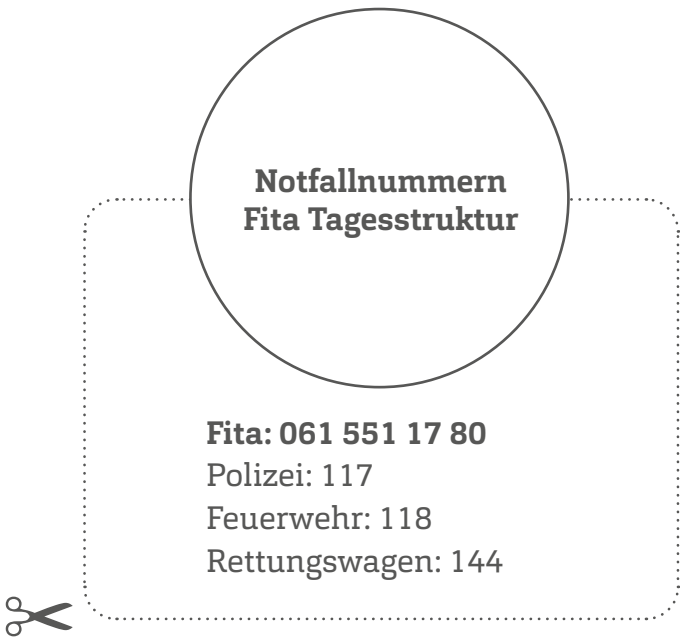 Notfallnummern
Fita Tagesstruktur
Fita: 061 551 17 80
Polizei: 117
Feuerwehr: 118
Rettungswagen: 144